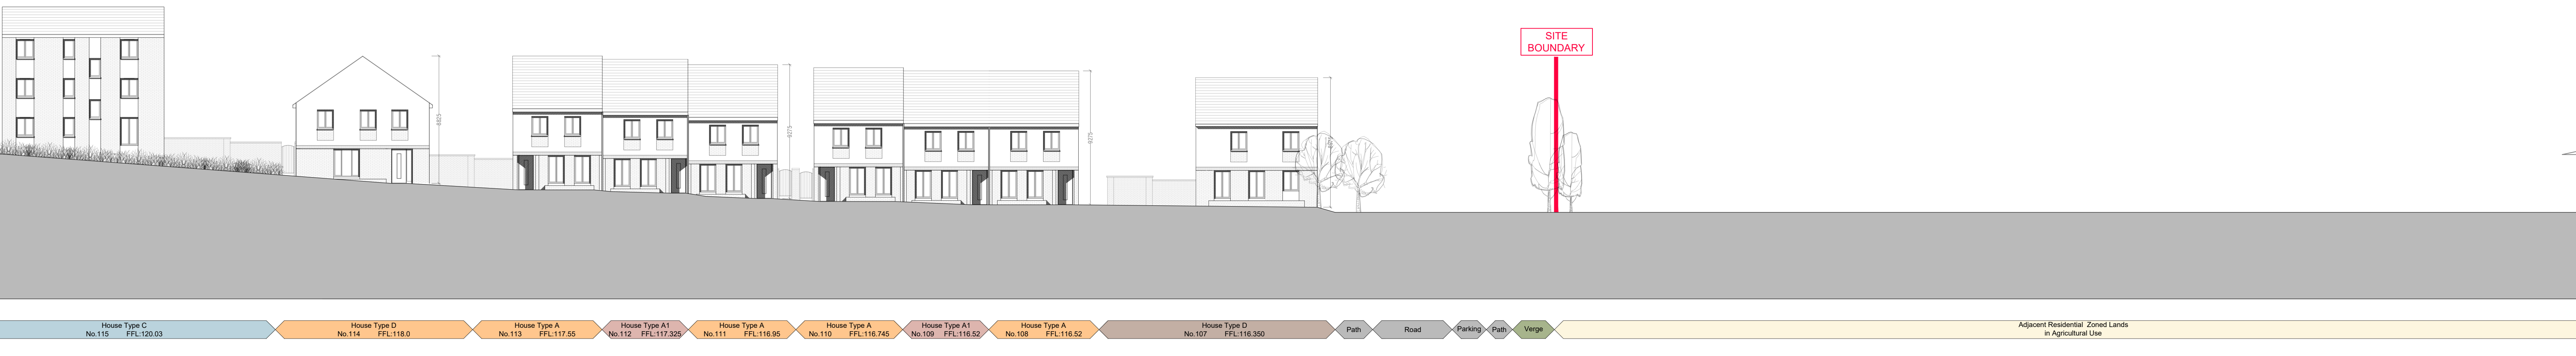 SITE
BOUNDARY
8825
9275
9275
House Type C
No.115 FFL:120.03
House Type D
No.114 FFL:118.0
House Type A
No.113 FFL:117.55
House Type A1
No.112 FFL:117.325
House Type A
No.111 FFL:116.95
House Type A
No.110 FFL:116.745
House Type A1
No.109 FFL:116.52
House Type A
No.108 FFL:116.52
House Type D
No.107 FFL:116.350
Path
Road
Parking
Path
Verge
Adjacent Residential Zoned Lands
in Agricultural Use